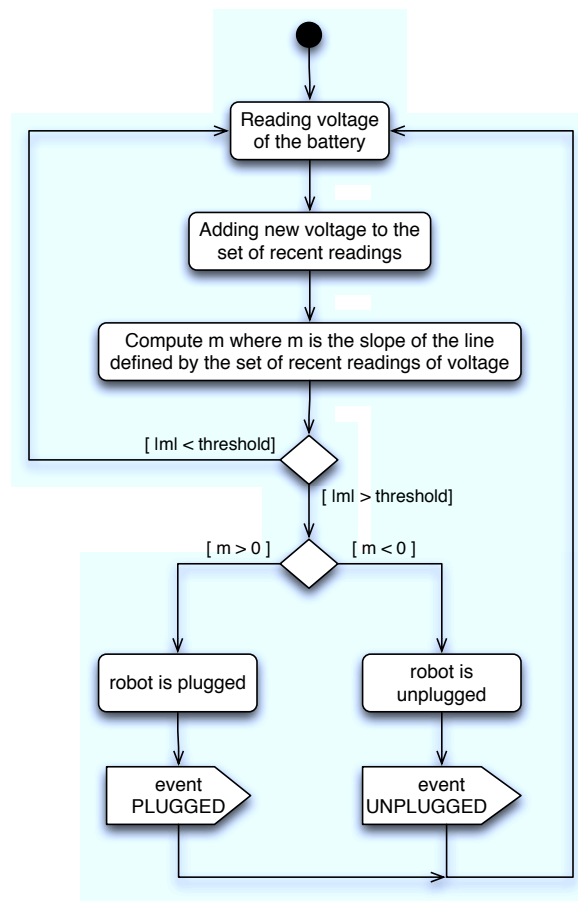 Reading voltage
of the battery
Adding new voltage to the
set of recent readings
Compute m where m is the slope of the line
defined by the set of recent readings of voltage
[ |m| < threshold]
[ |m| > threshold]
[ m > 0 ]
[ m < 0 ]
robot is plugged
robot is
unplugged
event
PLUGGED
event
UNPLUGGED